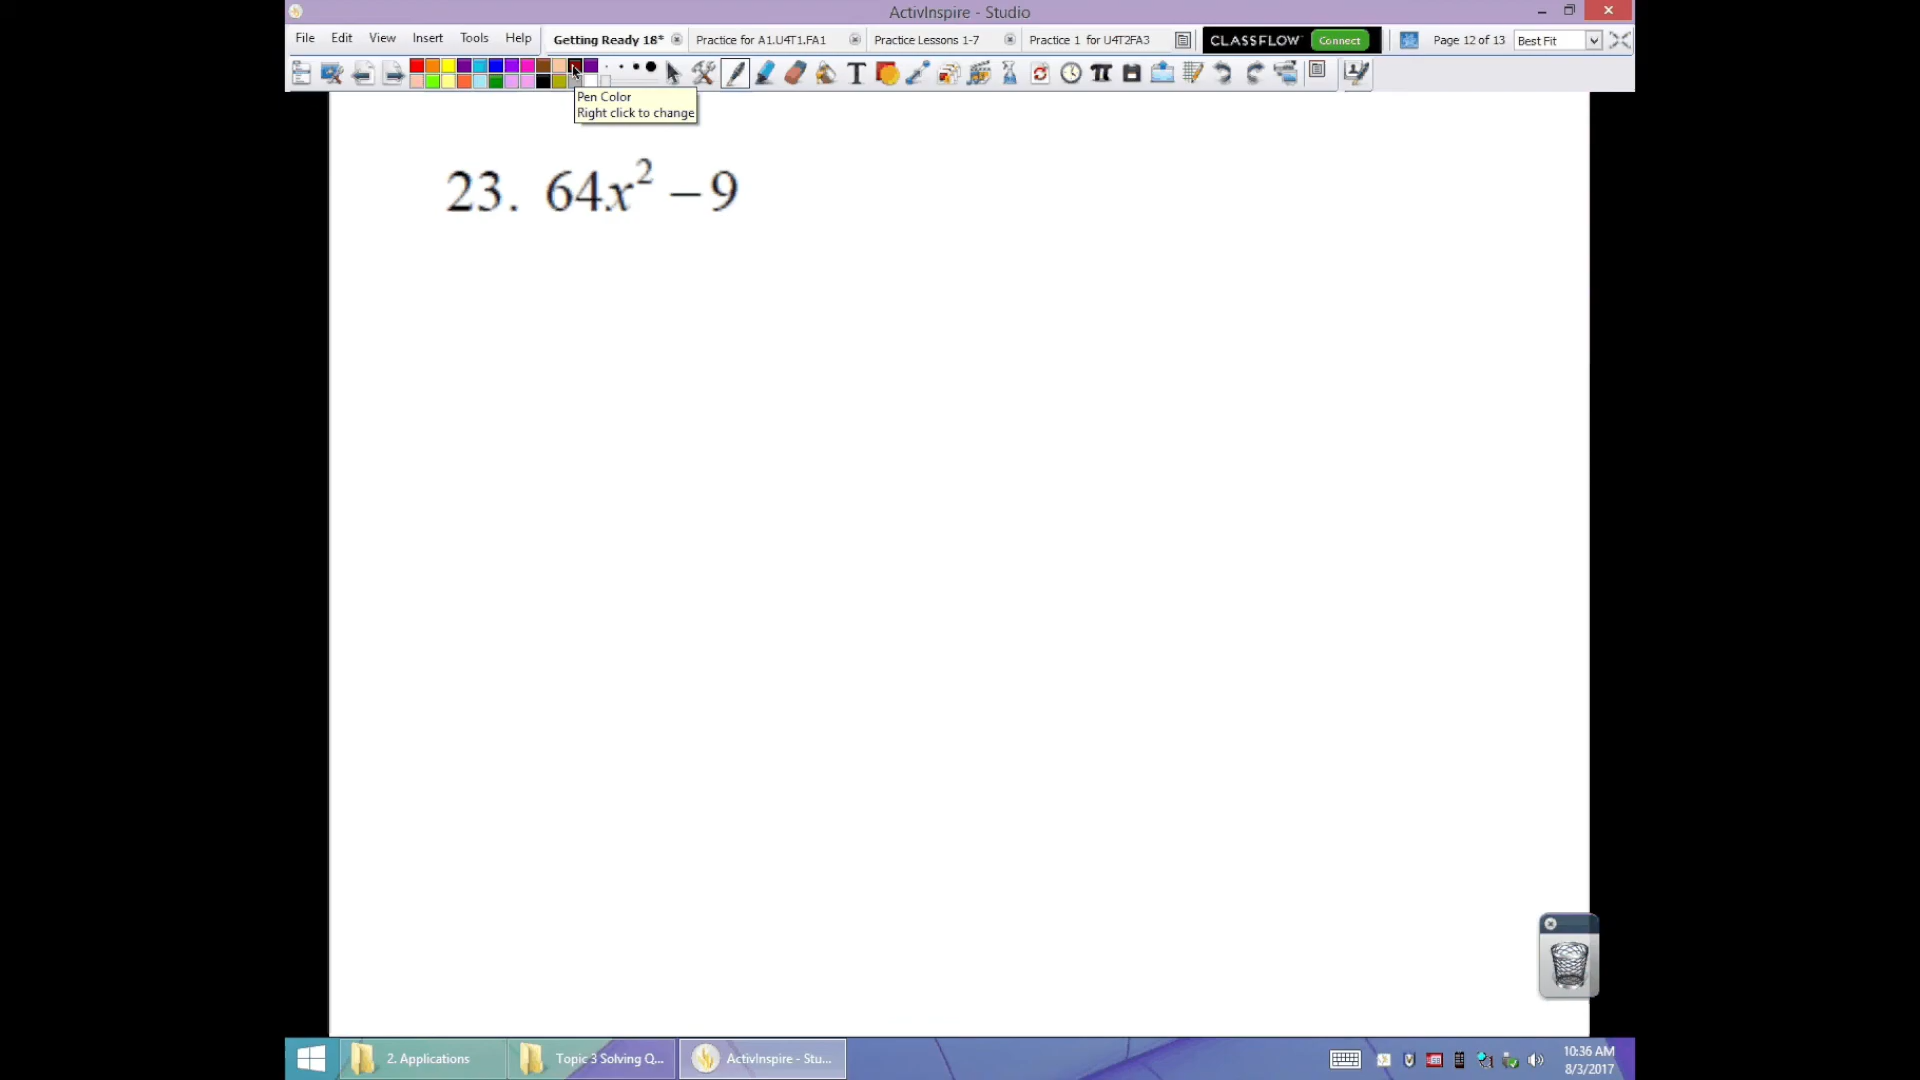 ActivInspire - Studio
File Edit View Insert Tools Help Getting Ready 18* Practice for A1.U4T1.FA1 Practice Lessons 1-7 Practice 1 for U4T2FA3 CLASSFLOW Connect Page 12 of 13 Best Fit
Pen Color
Right click to change
23. 64x² – 9
2. Applications Topic 3 Solving Q... ActivInspire - Stu... 10:36 AM
8/3/2017